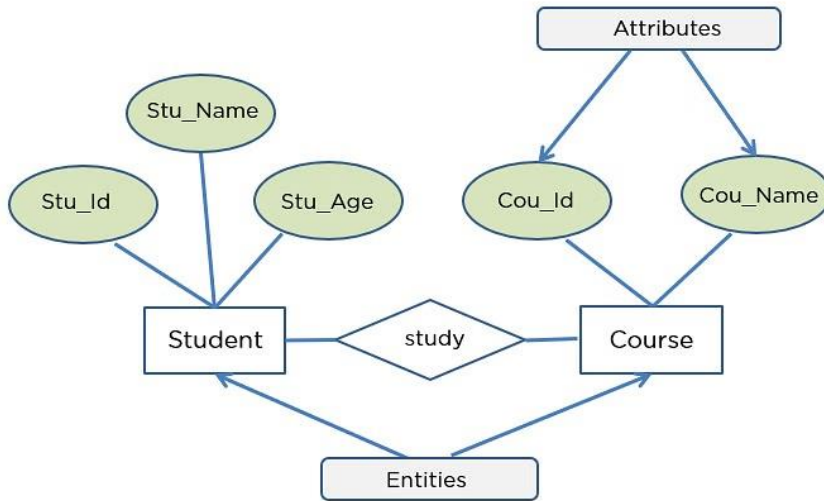 Attributes
Stu_Name
Stu_Id
Stu_Age
Cou_Id
Cou_Name
Student
study
Course
Entities